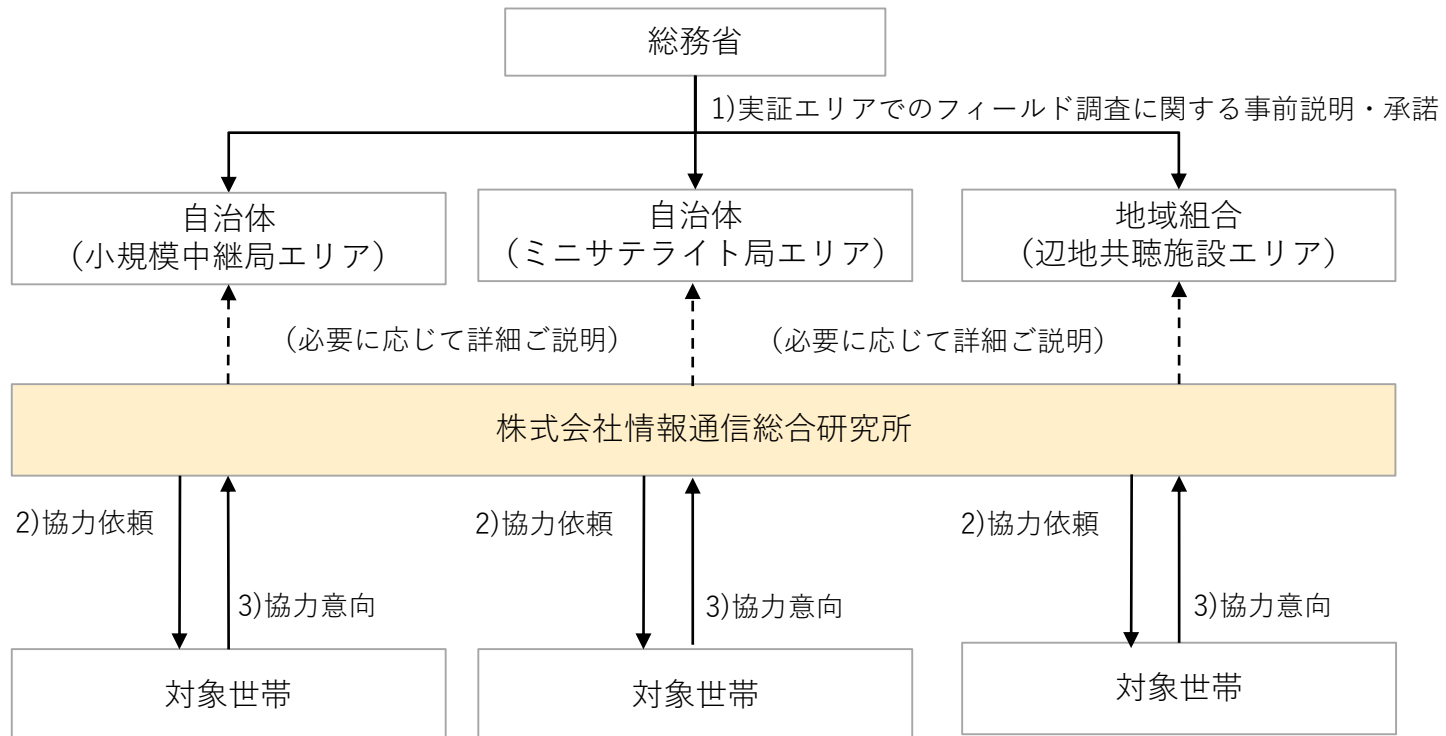 総務省
1)実証エリアでのフィールド調査に関する事前説明・承諾
自治体
（小規模中継局エリア）
自治体
（ミニサテライト局エリア）
地域組合
（辺地共聴施設エリア）
（必要に応じて詳細ご説明）
（必要に応じて詳細ご説明）
株式会社情報通信総合研究所
2)協力依頼
2)協力依頼
2)協力依頼
3)協力意向
3)協力意向
3)協力意向
対象世帯
対象世帯
対象世帯